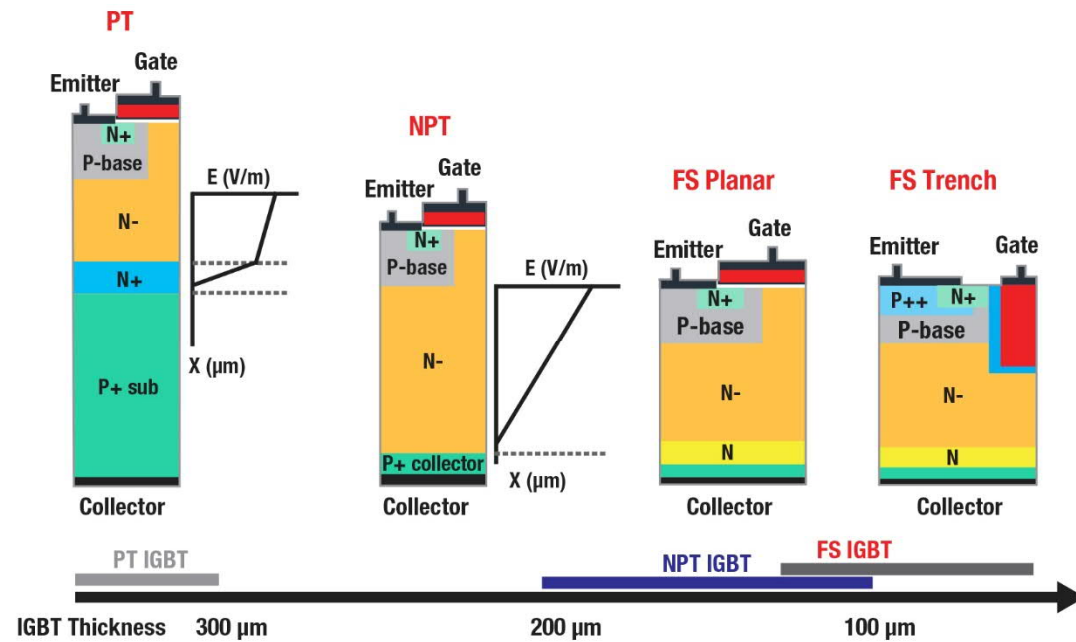 PT
Gate
Emitter
N+
P-base
N-
N+
P+ sub
Collector
E (V/m)
X (µm)
NPT
Gate
Emitter
N+
P-base
N-
P+ collector
Collector
E (V/m)
X (µm)
FS Planar
Gate
Emitter
N+
P-base
N-
N
Collector
FS Trench
Gate
Emitter
P++
N+
P-base
N-
N
Collector
PT IGBT
NPT IGBT
FS IGBT
IGBT Thickness 300 µm 200 µm 100 µm